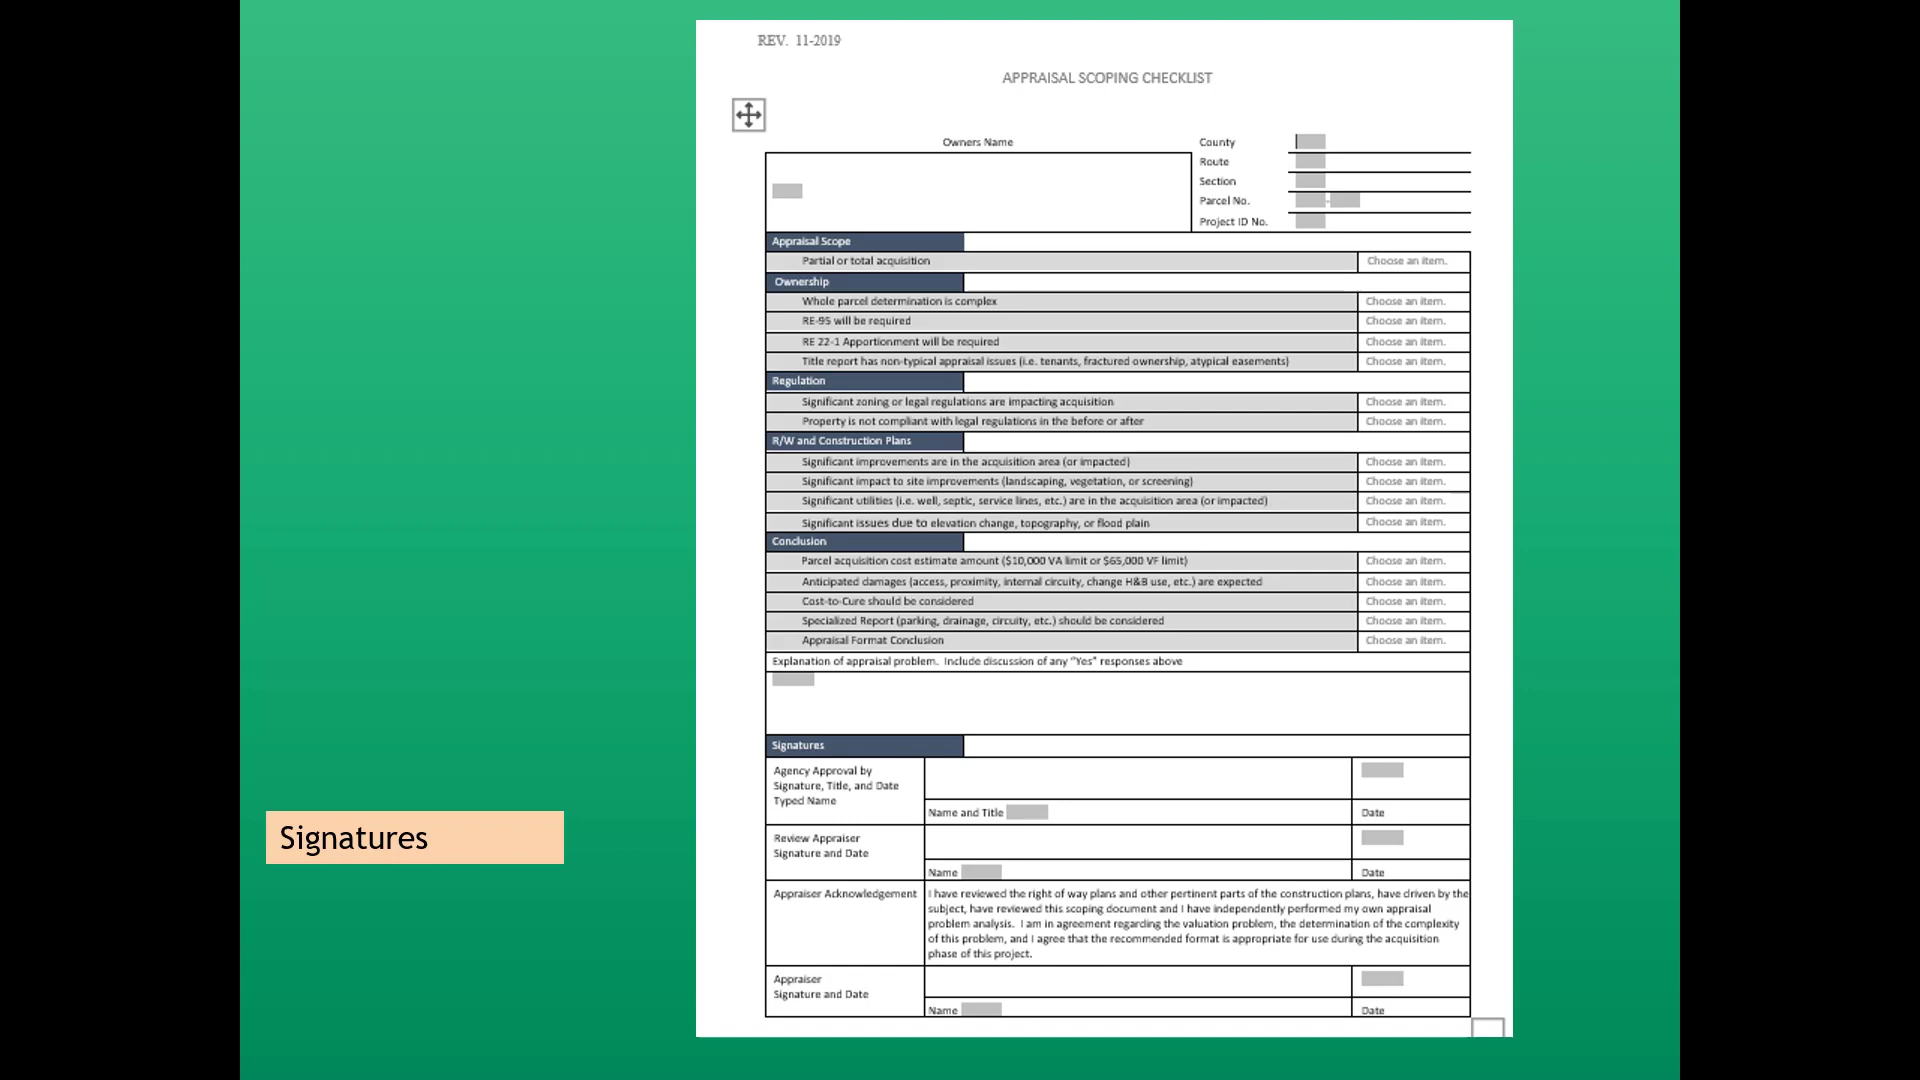 REV. 11-2019
APPRAISAL SCOPING CHECKLIST
Owners Name
County
Route
Section
Parcel No. -
Project ID No.
Appraisal Scope
Partial or total acquisition Choose an item.
Ownership
Whole parcel determination is complex Choose an item.
RE-95 will be required Choose an item.
RE 22-1 Apportionment will be required Choose an item.
Title report has non-typical appraisal issues (i.e. tenants, fractured ownership, atypical easements) Choose an item.
Regulation
Significant zoning or legal regulations are impacting acquisition Choose an item.
Property is not compliant with legal regulations in the before or after Choose an item.
R/W and Construction Plans
Significant improvements are in the acquisition area (or impacted) Choose an item.
Significant impact to site improvements (landscaping, vegetation, or screening) Choose an item.
Significant utilities (i.e. well, septic, service lines, etc.) are in the acquisition area (or impacted) Choose an item.
Significant issues due to elevation change, topography, or flood plain Choose an item.
Conclusion
Parcel acquisition cost estimate amount ($10,000 VA limit or $65,000 VF limit) Choose an item.
Anticipated damages (access, proximity, internal circuity, change H&B use, etc.) are expected Choose an item.
Cost-to-Cure should be considered Choose an item.
Specialized Report (parking, drainage, circuity, etc.) should be considered Choose an item.
Appraisal Format Conclusion Choose an item.
Explanation of appraisal problem. Include discussion of any "Yes" responses above
Signatures
Agency Approval by
Signature, Title, and Date
Typed Name
Name and Title Date
Signatures
Review Appraiser
Signature and Date
Name Date
Appraiser Acknowledgement
I have reviewed the right of way plans and other pertinent parts of the construction plans, have driven by the
subject, have reviewed this scoping document and I have independently performed my own appraisal
problem analysis. I am in agreement regarding the valuation problem, the determination of the complexity
of this problem, and I agree that the recommended format is appropriate for use during the acquisition
phase of this project.
Appraiser
Signature and Date
Name Date